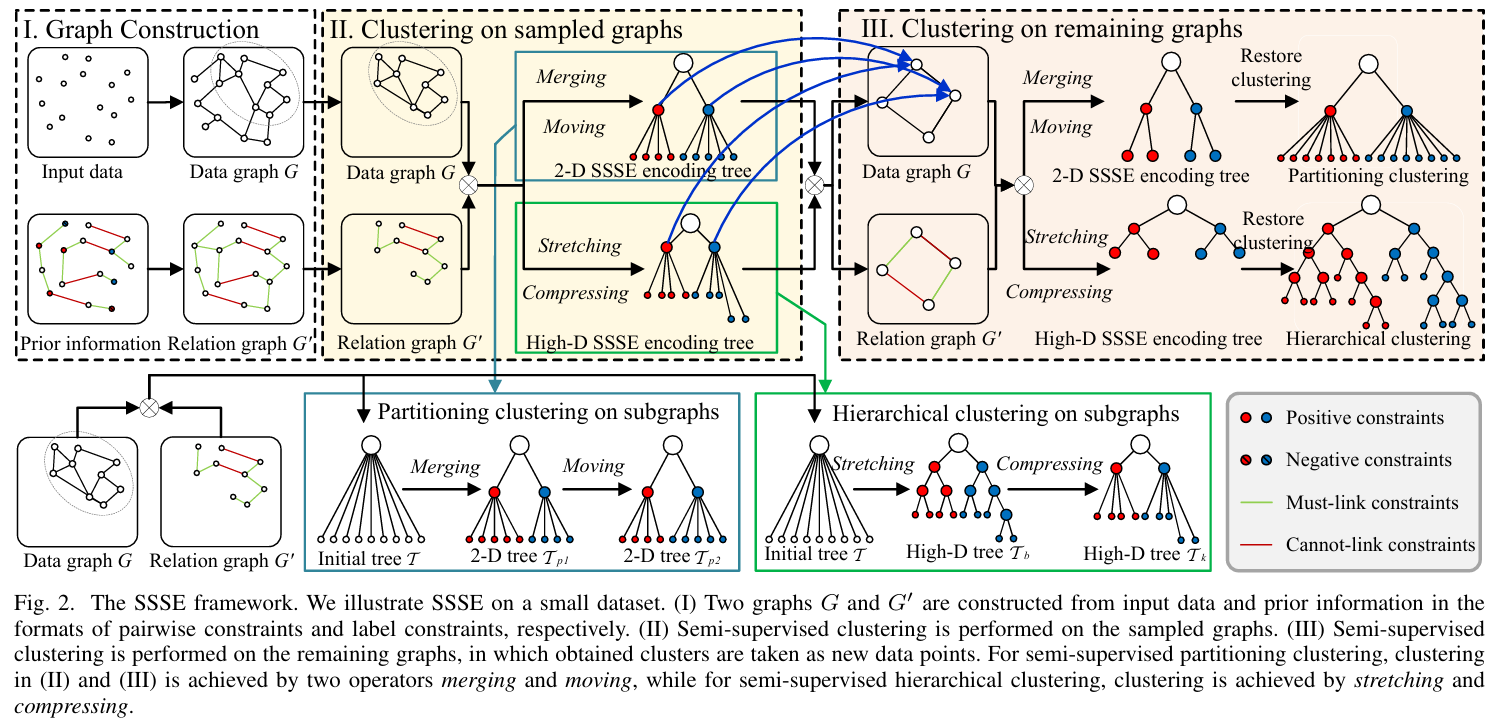 I. Graph Construction
Input data
Data graph G
Prior information
Relation graph G′
II. Clustering on sampled graphs
Data graph G
Relation graph G′
Merging
Moving
2-D SSSE encoding tree
Stretching
Compressing
High-D SSSE encoding tree
III. Clustering on remaining graphs
Data graph G
Relation graph G′
Merging
Moving
2-D SSSE encoding tree
Restore
clustering
Partitioning clustering
Stretching
Compressing
High-D SSSE encoding tree
Restore
clustering
Hierarchical clustering
Data graph G
Relation graph G′
Partitioning clustering on subgraphs
Initial tree 𝒯
Merging
2-D tree 𝒯p1
Moving
2-D tree 𝒯p2
Hierarchical clustering on subgraphs
Initial tree 𝒯
Stretching
High-D tree 𝒯b
Compressing
High-D tree 𝒯k
Positive constraints
Negative constraints
Must-link constraints
Cannot-link constraints
Fig. 2. The SSSE framework. We illustrate SSSE on a small dataset. (I) Two graphs G and G′ are constructed from input data and prior information in the
formats of pairwise constraints and label constraints, respectively. (II) Semi-supervised clustering is performed on the sampled graphs. (III) Semi-supervised
clustering is performed on the remaining graphs, in which obtained clusters are taken as new data points. For semi-supervised partitioning clustering, clustering
in (II) and (III) is achieved by two operators merging and moving, while for semi-supervised hierarchical clustering, clustering is achieved by stretching and
compressing.